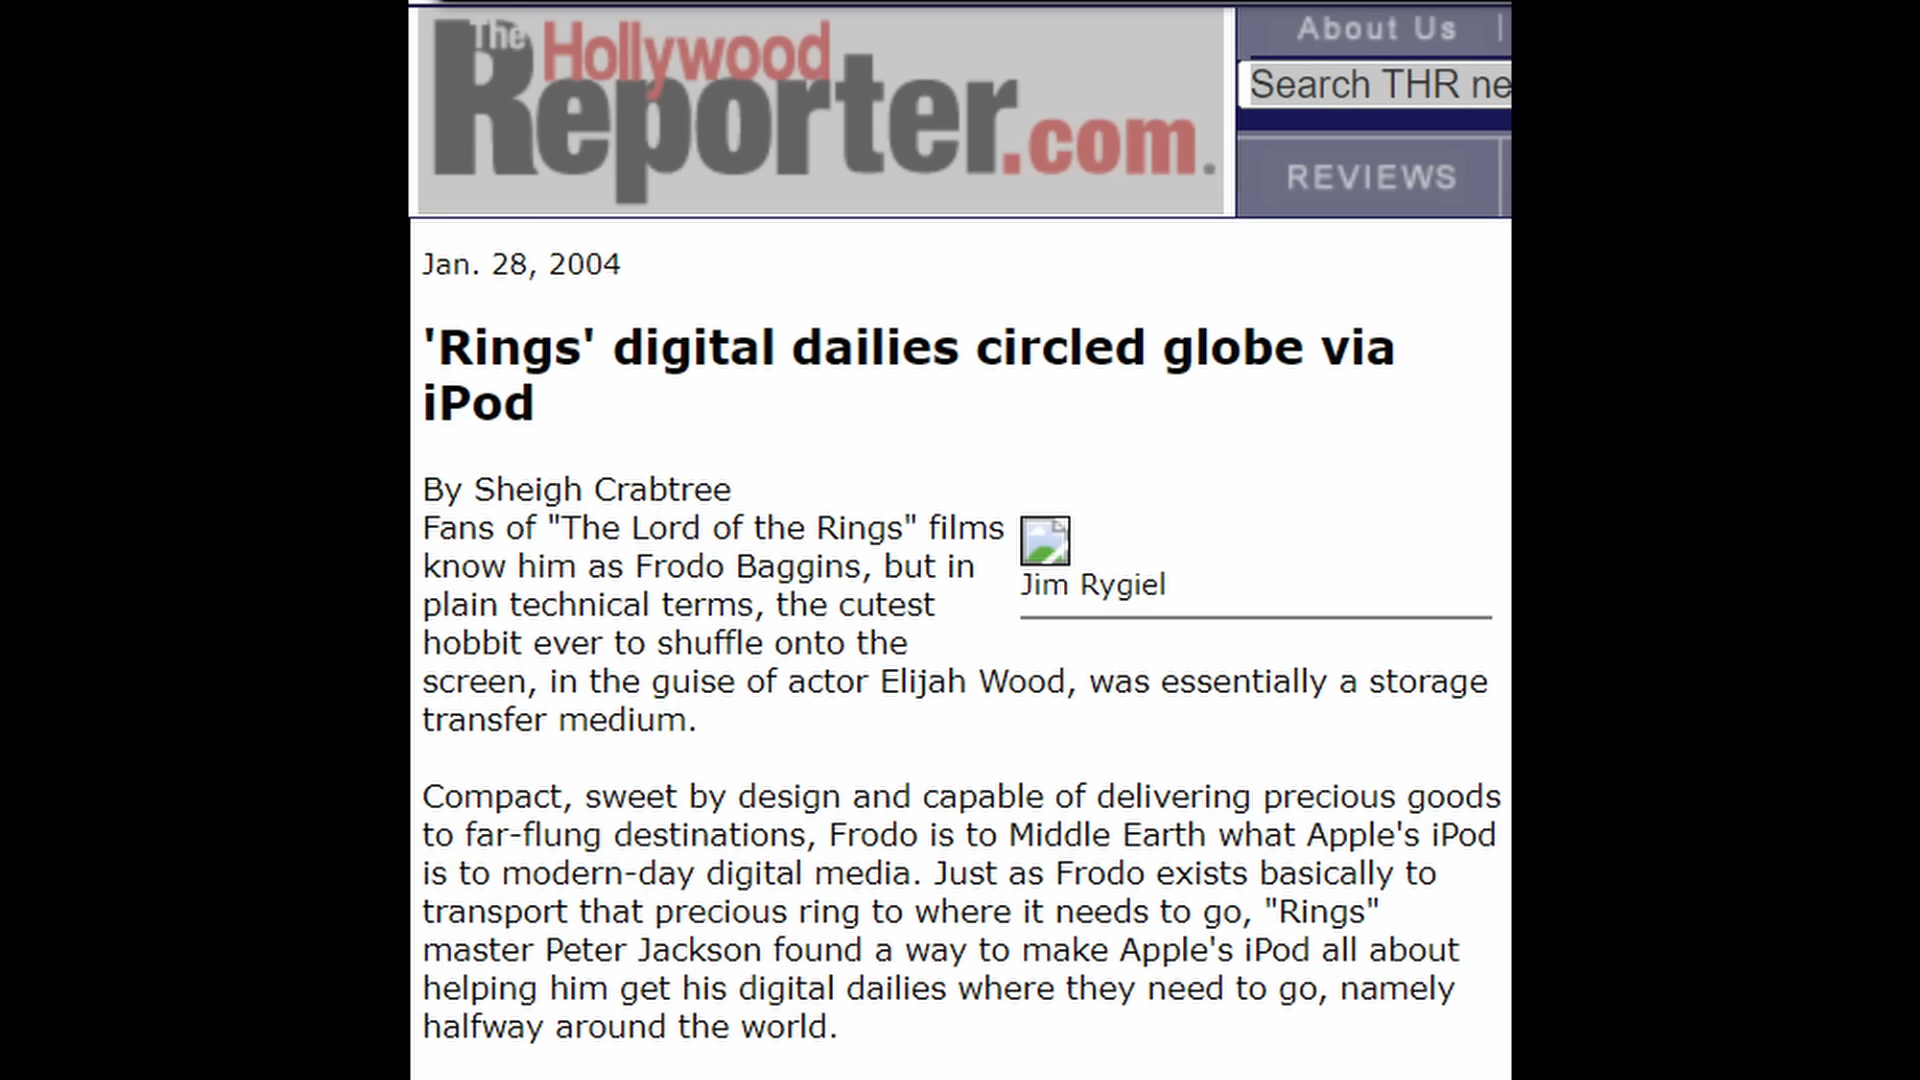 The Hollywood
Reporter.com.
About Us |
Search THR ne
REVIEWS
Jan. 28, 2004
'Rings' digital dailies circled globe via
iPod
By Sheigh Crabtree
Fans of "The Lord of the Rings" films
know him as Frodo Baggins, but in
plain technical terms, the cutest
hobbit ever to shuffle onto the
screen, in the guise of actor Elijah Wood, was essentially a storage
transfer medium.
Jim Rygiel
Compact, sweet by design and capable of delivering precious goods
to far-flung destinations, Frodo is to Middle Earth what Apple's iPod
is to modern-day digital media. Just as Frodo exists basically to
transport that precious ring to where it needs to go, "Rings"
master Peter Jackson found a way to make Apple's iPod all about
helping him get his digital dailies where they need to go, namely
halfway around the world.